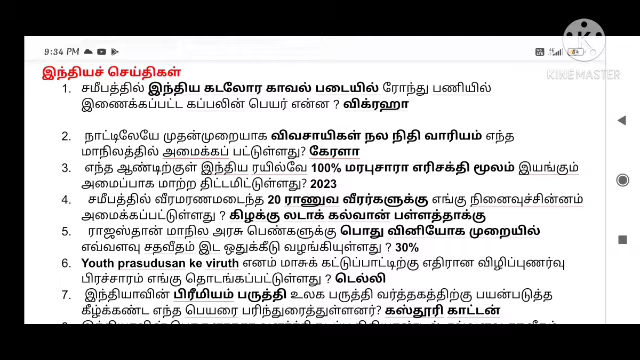 9:34 PM
KINEMASTER
இந்தியச் செய்திகள்
1. சமீபத்தில் இந்திய கடலோர காவல் படையில் ரோந்து பணியில்
இணைக்கப்பட்ட கப்பலின் பெயர் என்ன ? விக்ரஹா
2. நாட்டிலேயே முதன்முறையாக விவசாயிகள் நல நிதி வாரியம் எந்த
மாநிலத்தில் அமைக்கப் பட்டுள்ளது? கேரளா
3. எந்த ஆண்டிற்குள் இந்திய ரயில்வே 100% மரபுசாரா எரிசக்தி மூலம் இயங்கும்
அமைப்பாக மாற்ற திட்டமிட்டுள்ளது? 2023
4. சமீபத்தில் வீரமரணமடைந்த 20 ராணுவ வீரர்களுக்கு எங்கு நினைவுச்சின்னம்
அமைக்கப்பட்டுள்ளது ? கிழக்கு லடாக் கல்வான் பள்ளத்தாக்கு
5. ராஜஸ்தான் மாநில அரசு பெண்களுக்கு பொது வினியோக முறையில்
எவ்வளவு சதவீதம் இட ஒதுக்கீடு வழங்கியுள்ளது ? 30%
6. Youth prasudusan ke viruth எனம் மாசுக் கட்டுப்பாட்டிற்கு எதிரான விழிப்புணர்வு
பிரச்சாரம் எங்கு தொடங்கப்பட்டுள்ளது ? டெல்லி
7. இந்தியாவின் பிரீமியம் பருத்தி உலக பருத்தி வர்த்தகத்திற்கு பயன்படுத்த
கீழ்க்கண்ட எந்த பெயரை பரிந்துரைத்துள்ளனர்? கஸ்தூரி காட்டன்